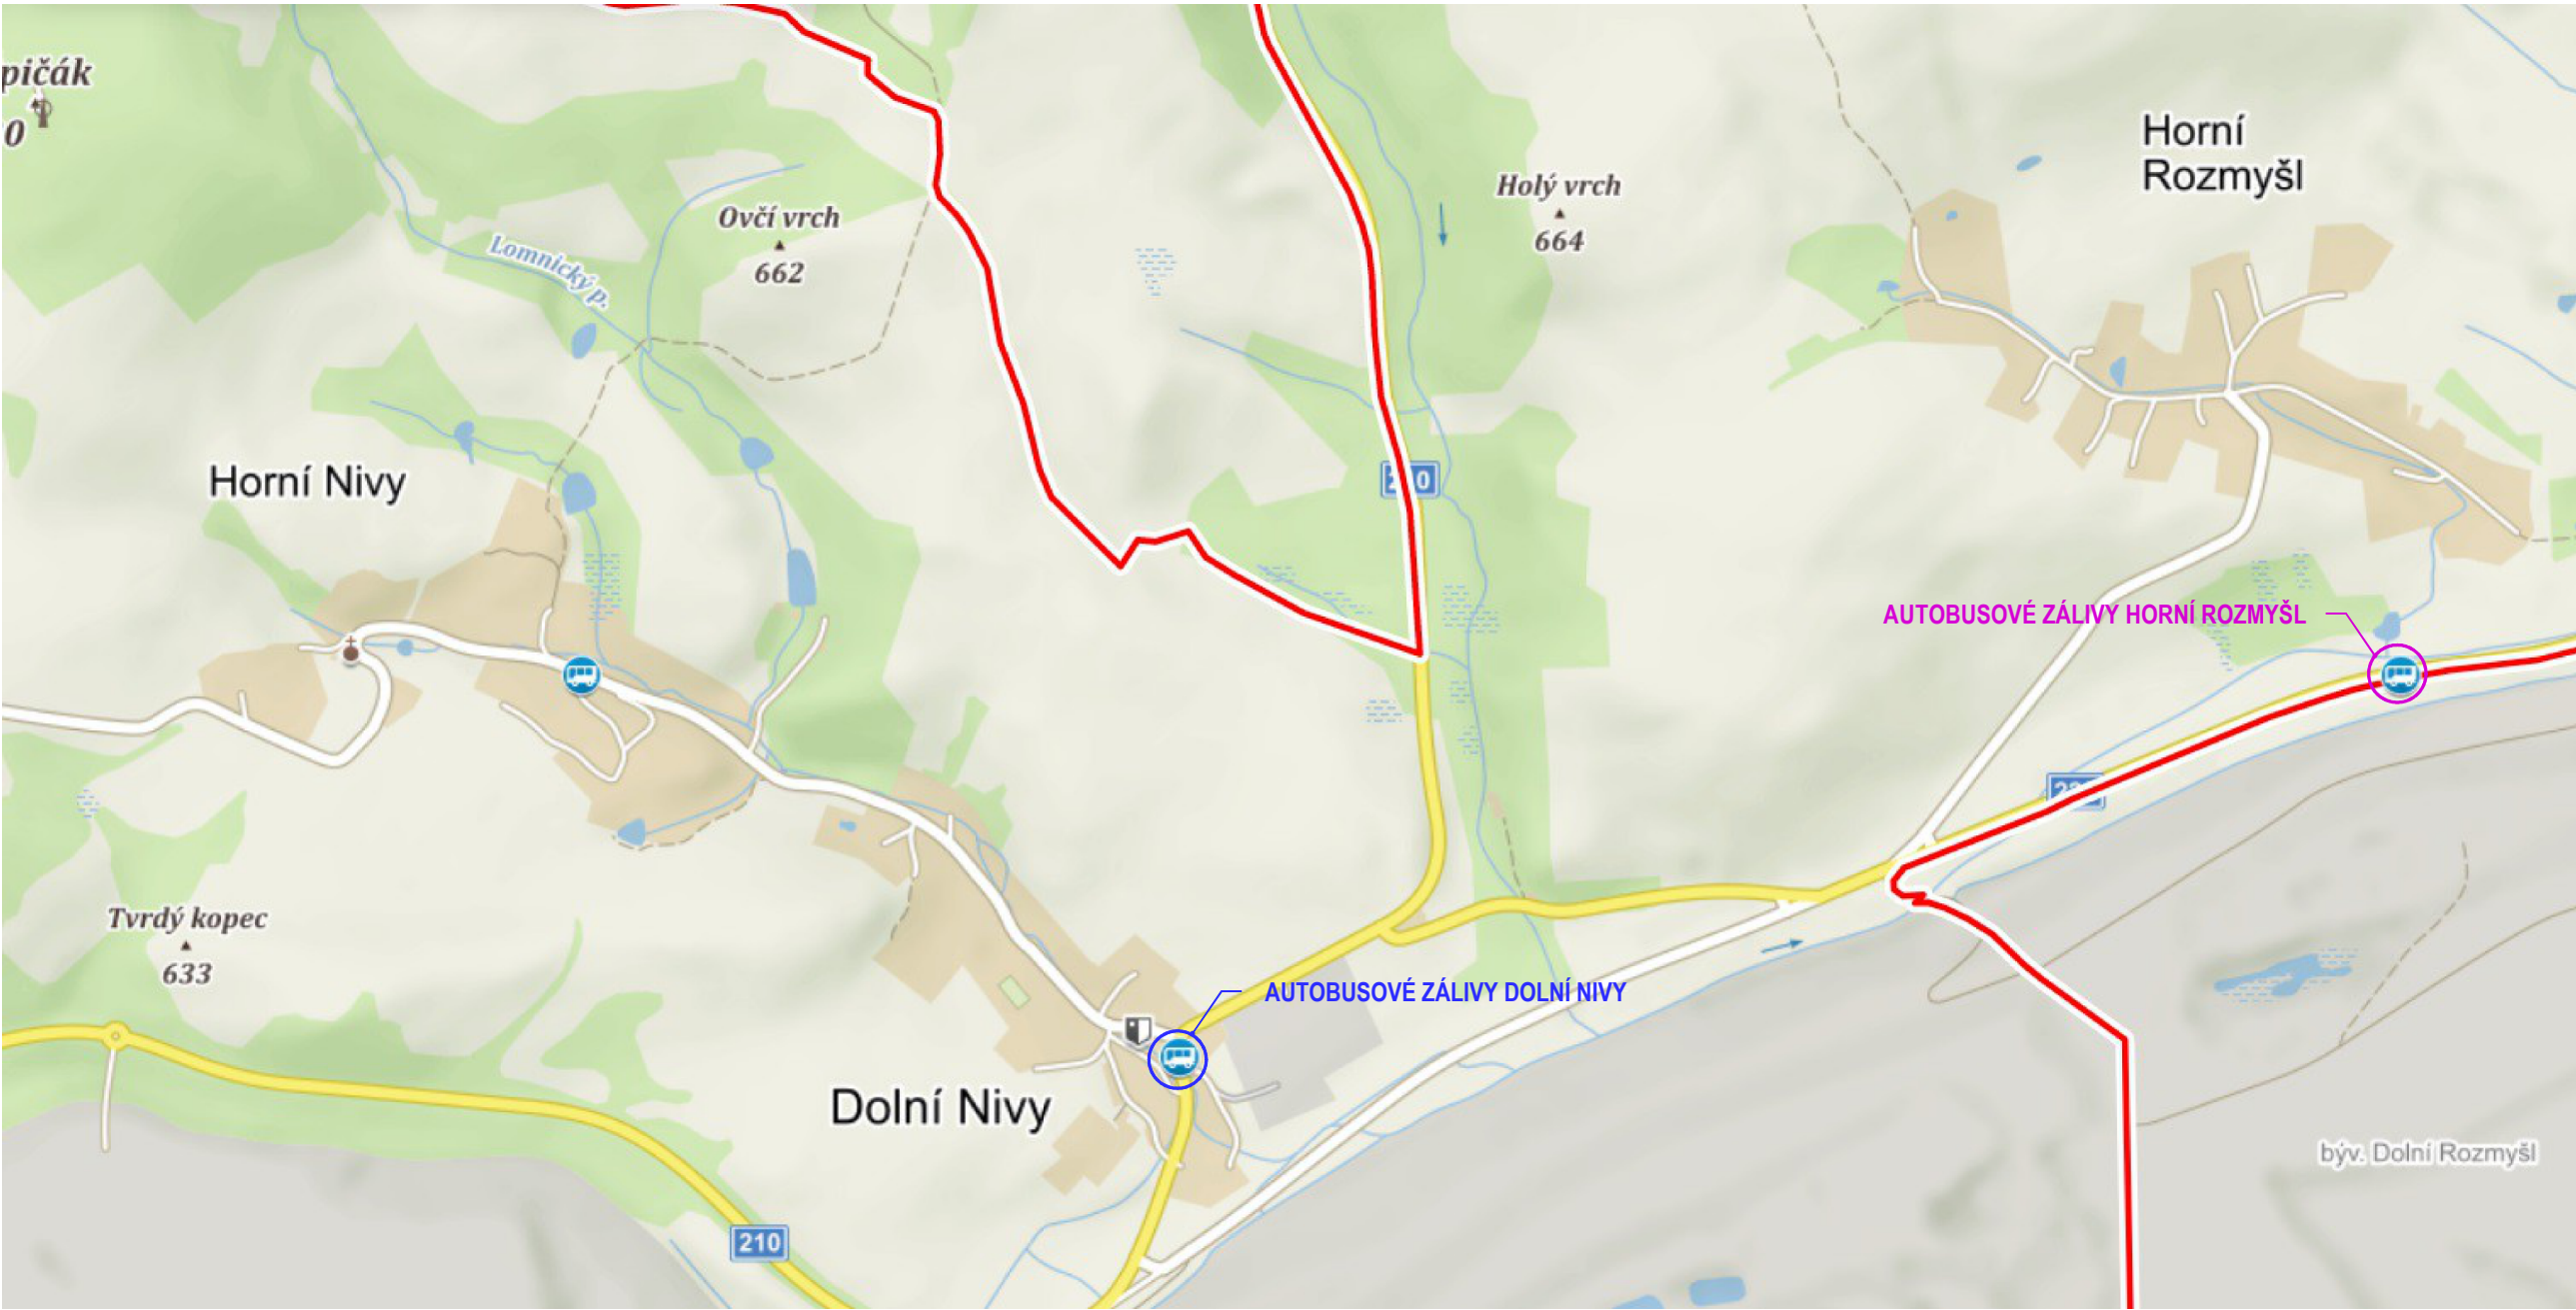 pičák
0
Horní
Rozmyšl
Holý vrch
664
Ovčí vrch
662
Lomnický p.
Horní Nivy
AUTOBUSOVÉ ZÁLIVY HORNÍ ROZMYŠL
Tvrdý kopec
633
AUTOBUSOVÉ ZÁLIVY DOLNÍ NIVY
Dolní Nivy
býv. Dolní Rozmyšl
210